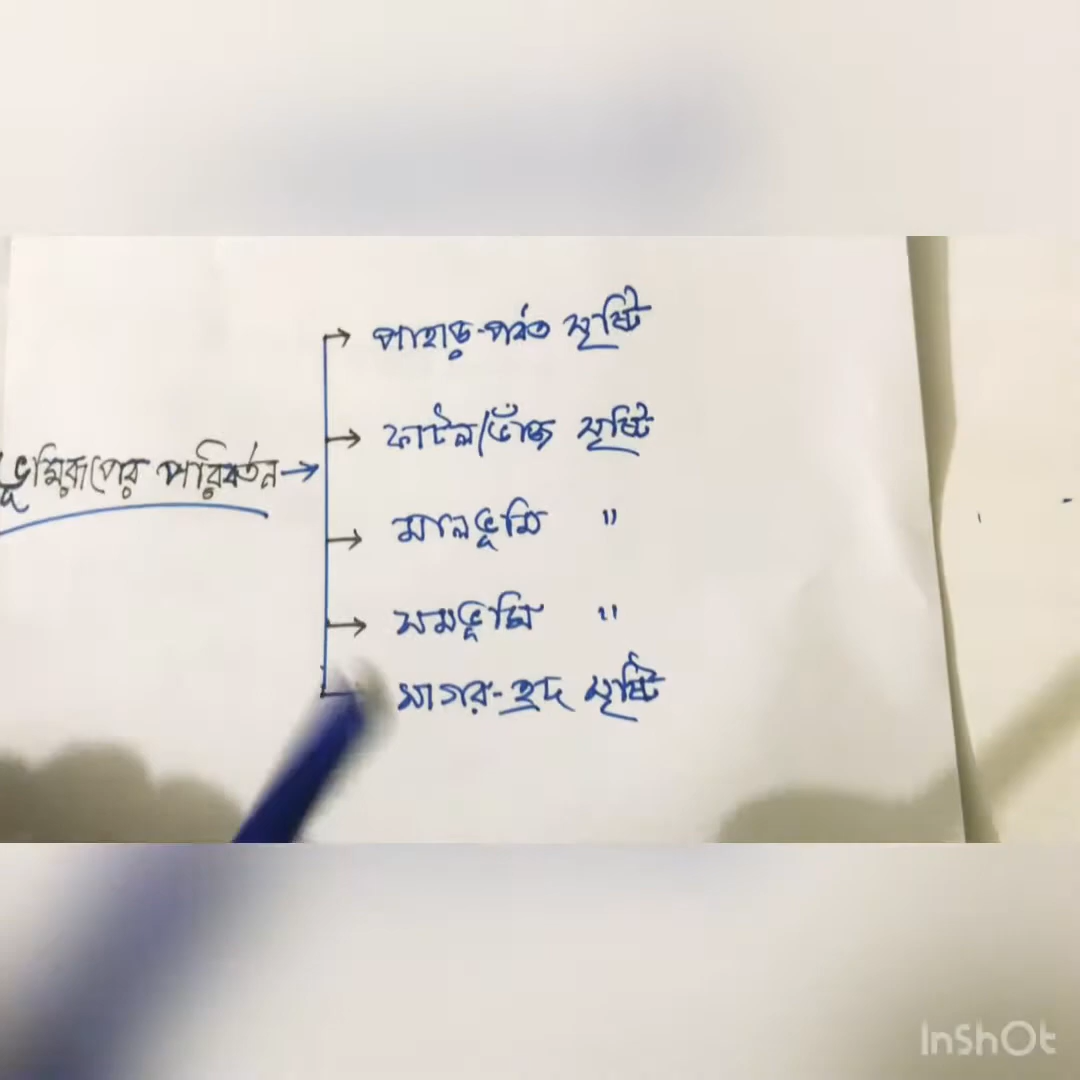 পাহাড়-পর্বত সৃষ্টি
ফাটল/ভাঁজ সৃষ্টি
ভূমিরূপের পরিবর্তন →
মালভূমি "
সমভূমি "
সাগর-হ্রদ সৃষ্টি
InShOt